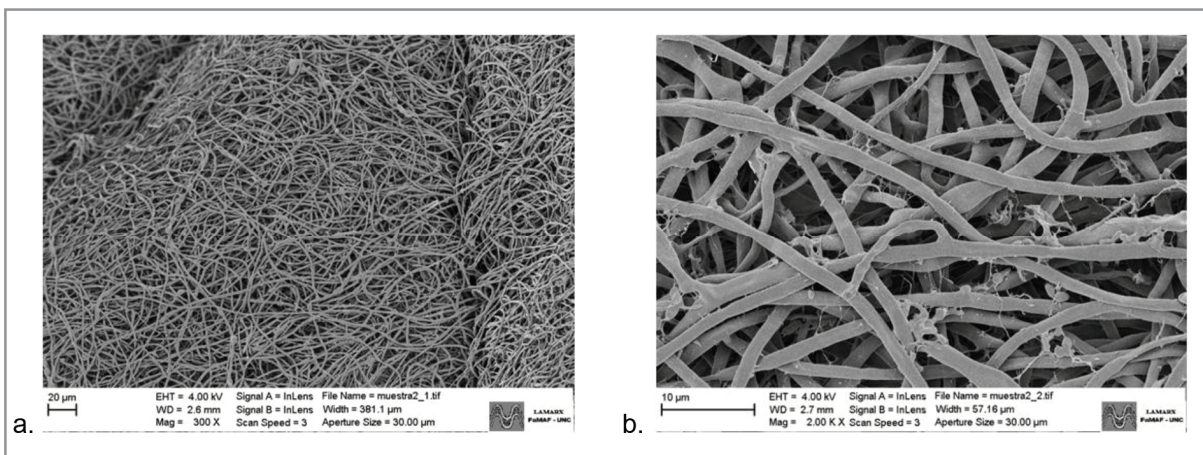 20 µm
EHT = 4.00 kV Signal A = InLens File Name = muestra2_1.tif
WD = 2.6 mm Signal B = InLens Width = 381.1 µm
Mag = 300 X Scan Speed = 3 Aperture Size = 30.00 µm
LAMARX
FaMAF - UNC
a.
10 µm
EHT = 4.00 kV Signal A = InLens File Name = muestra2_2.tif
WD = 2.7 mm Signal B = InLens Width = 57.16 µm
Mag = 2.00 K X Scan Speed = 3 Aperture Size = 30.00 µm
LAMARX
FaMAF - UNC
b.